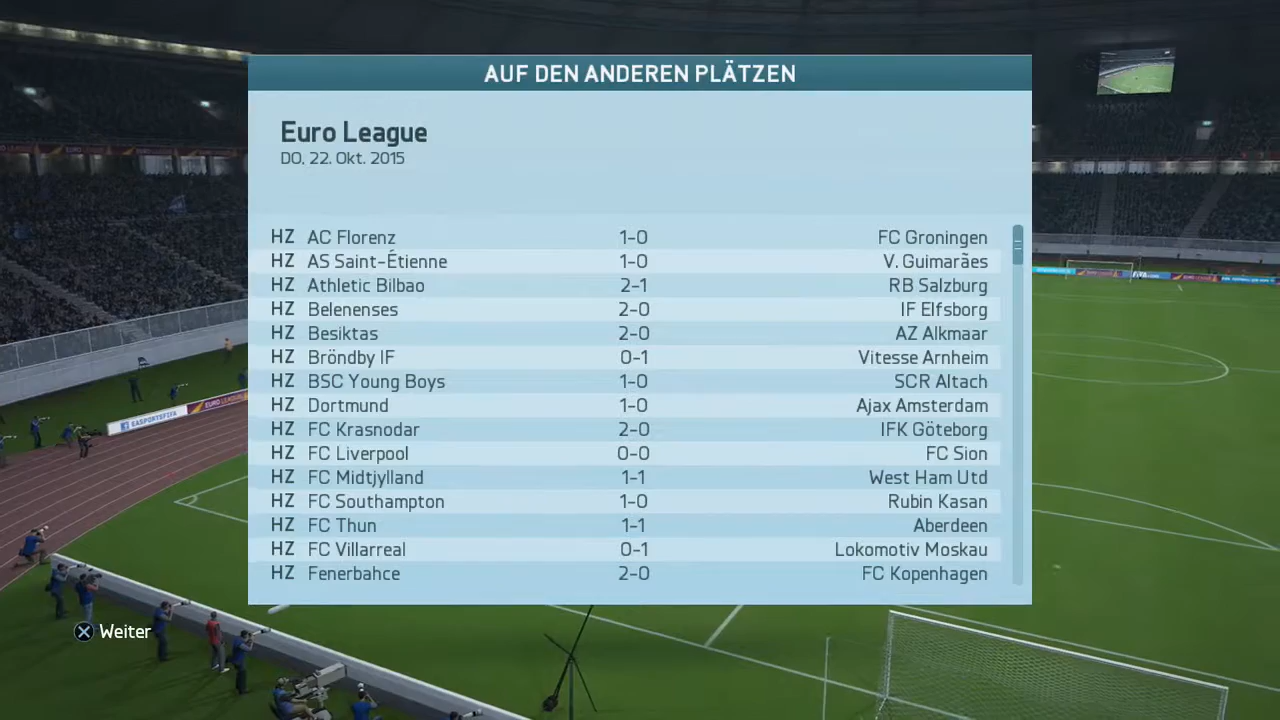 AUF DEN ANDEREN PLÄTZEN
Euro League
DO, 22. Okt. 2015
HZ AC Florenz 1-0 FC Groningen
HZ AS Saint-Étienne 1-0 V. Guimarães
HZ Athletic Bilbao 2-1 RB Salzburg
HZ Belenenses 2-0 IF Elfsborg
HZ Besiktas 2-0 AZ Alkmaar
HZ Bröndby IF 0-1 Vitesse Arnheim
HZ BSC Young Boys 1-0 SCR Altach
HZ Dortmund 1-0 Ajax Amsterdam
HZ FC Krasnodar 2-0 IFK Göteborg
HZ FC Liverpool 0-0 FC Sion
HZ FC Midtjylland 1-1 West Ham Utd
HZ FC Southampton 1-0 Rubin Kasan
HZ FC Thun 1-1 Aberdeen
HZ FC Villarreal 0-1 Lokomotiv Moskau
HZ Fenerbahce 2-0 FC Kopenhagen
EASPORTSFIFA EURO LEAGUE
Weiter